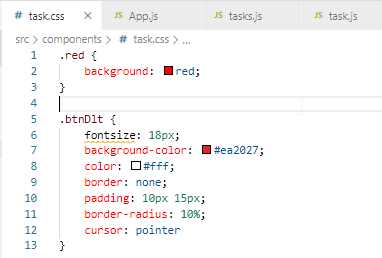 task.css × JS App.js JS tasks.js JS task.js
src > components > # task.css > ...
1 .red {
2 background: red;
3 }
4
5 .btnDlt {
6 fontsize: 18px;
7 background-color: #ea2027;
8 color: #fff;
9 border: none;
10 padding: 10px 15px;
11 border-radius: 10%;
12 cursor: pointer
13 }